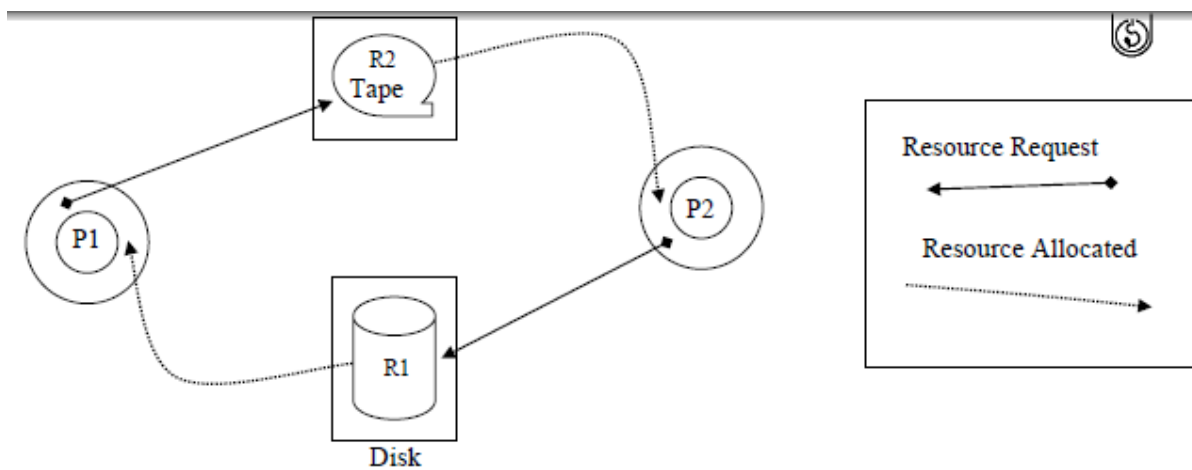 R2
Tape
P1
P2
R1
Disk
Resource Request
Resource Allocated